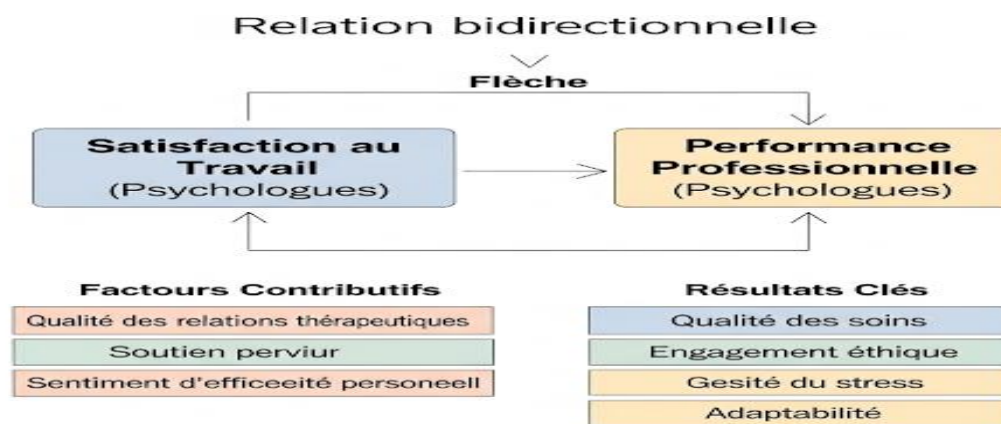 Relation bidirectionnelle
Flèche
Satisfaction au
Travail
(Psychologues)
Performance
Professionnelle
(Psychologues)
Factours Contributifs
Qualité des relations thérapeutiques
Soutien perviur
Sentiment d'efficeeité personeell
Résultats Clés
Qualité des soins
Engagement éthique
Gesité du stress
Adaptabilité